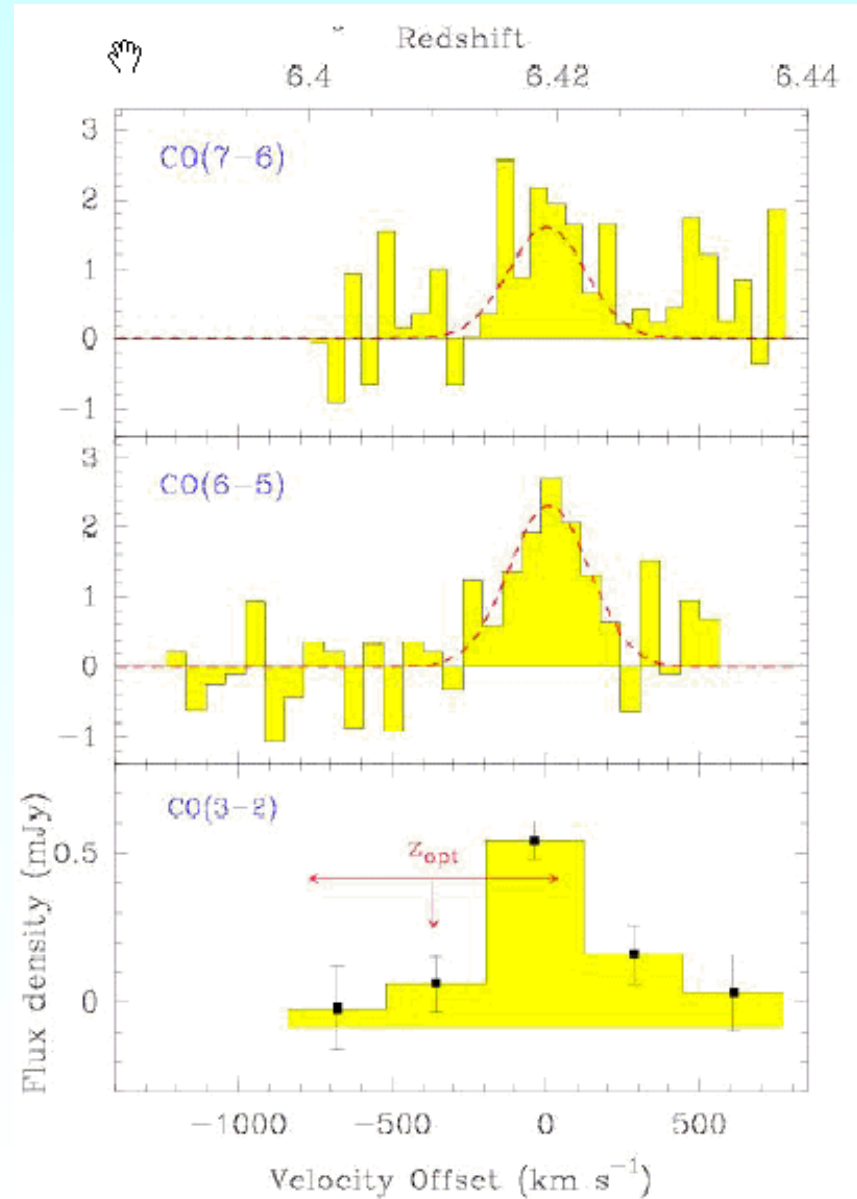 Redshift
6.4 6.42 6.44
3
CO(7−6)
2
1
0
−1
3
CO(6−5)
2
1
0
−1
CO(3−2)
z_opt
0.5
0
Flux density (mJy)
−1000 −500 0 500
Velocity Offset (km s⁻¹)